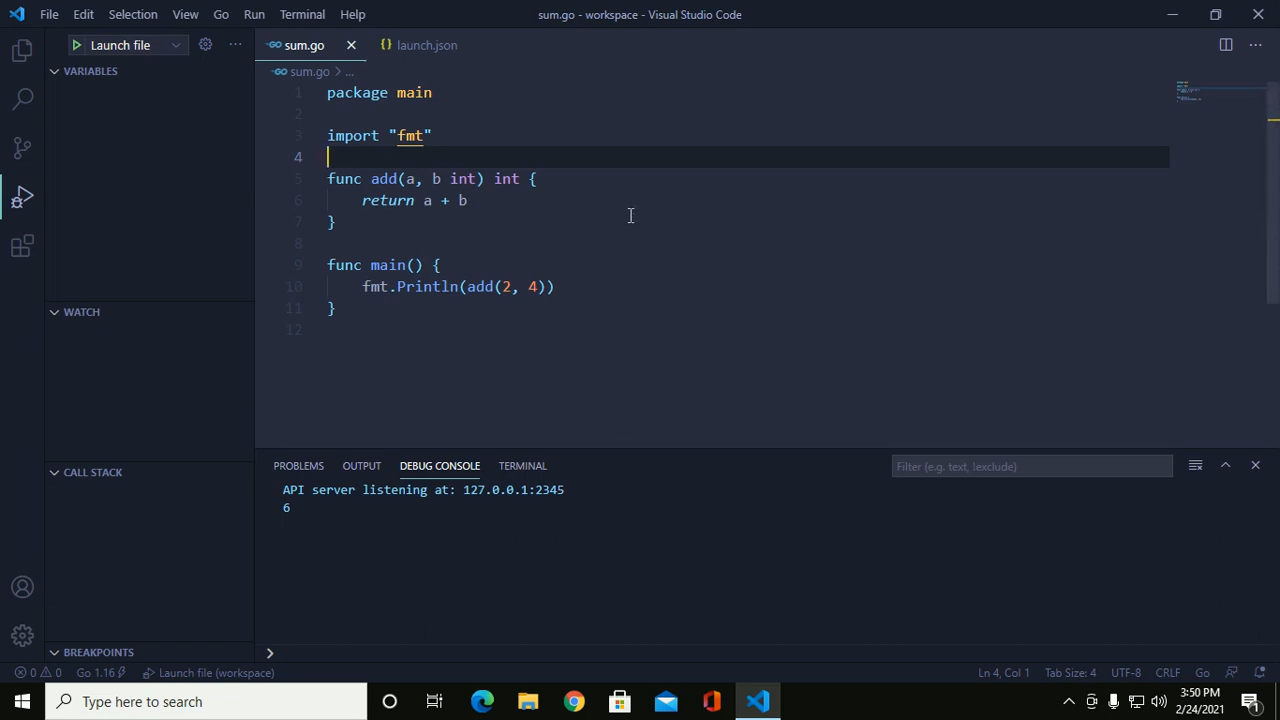 File Edit Selection View Go Run Terminal Help
sum.go - workspace - Visual Studio Code
Launch file
sum.go
launch.json
VARIABLES
sum.go > ...
1 package main
2
3 import "fmt"
4
5 func add(a, b int) int {
6 return a + b
7 }
8
9 func main() {
10 fmt.Println(add(2, 4))
11 }
12
WATCH
CALL STACK
BREAKPOINTS
PROBLEMS OUTPUT DEBUG CONSOLE TERMINAL
Filter (e.g. text, !exclude)
API server listening at: 127.0.0.1:2345
6
0 0 Go 1.16 Launch file (workspace)
Ln 4, Col 1 Tab Size: 4 UTF-8 CRLF Go
Type here to search
3:50 PM
2/24/2021
1